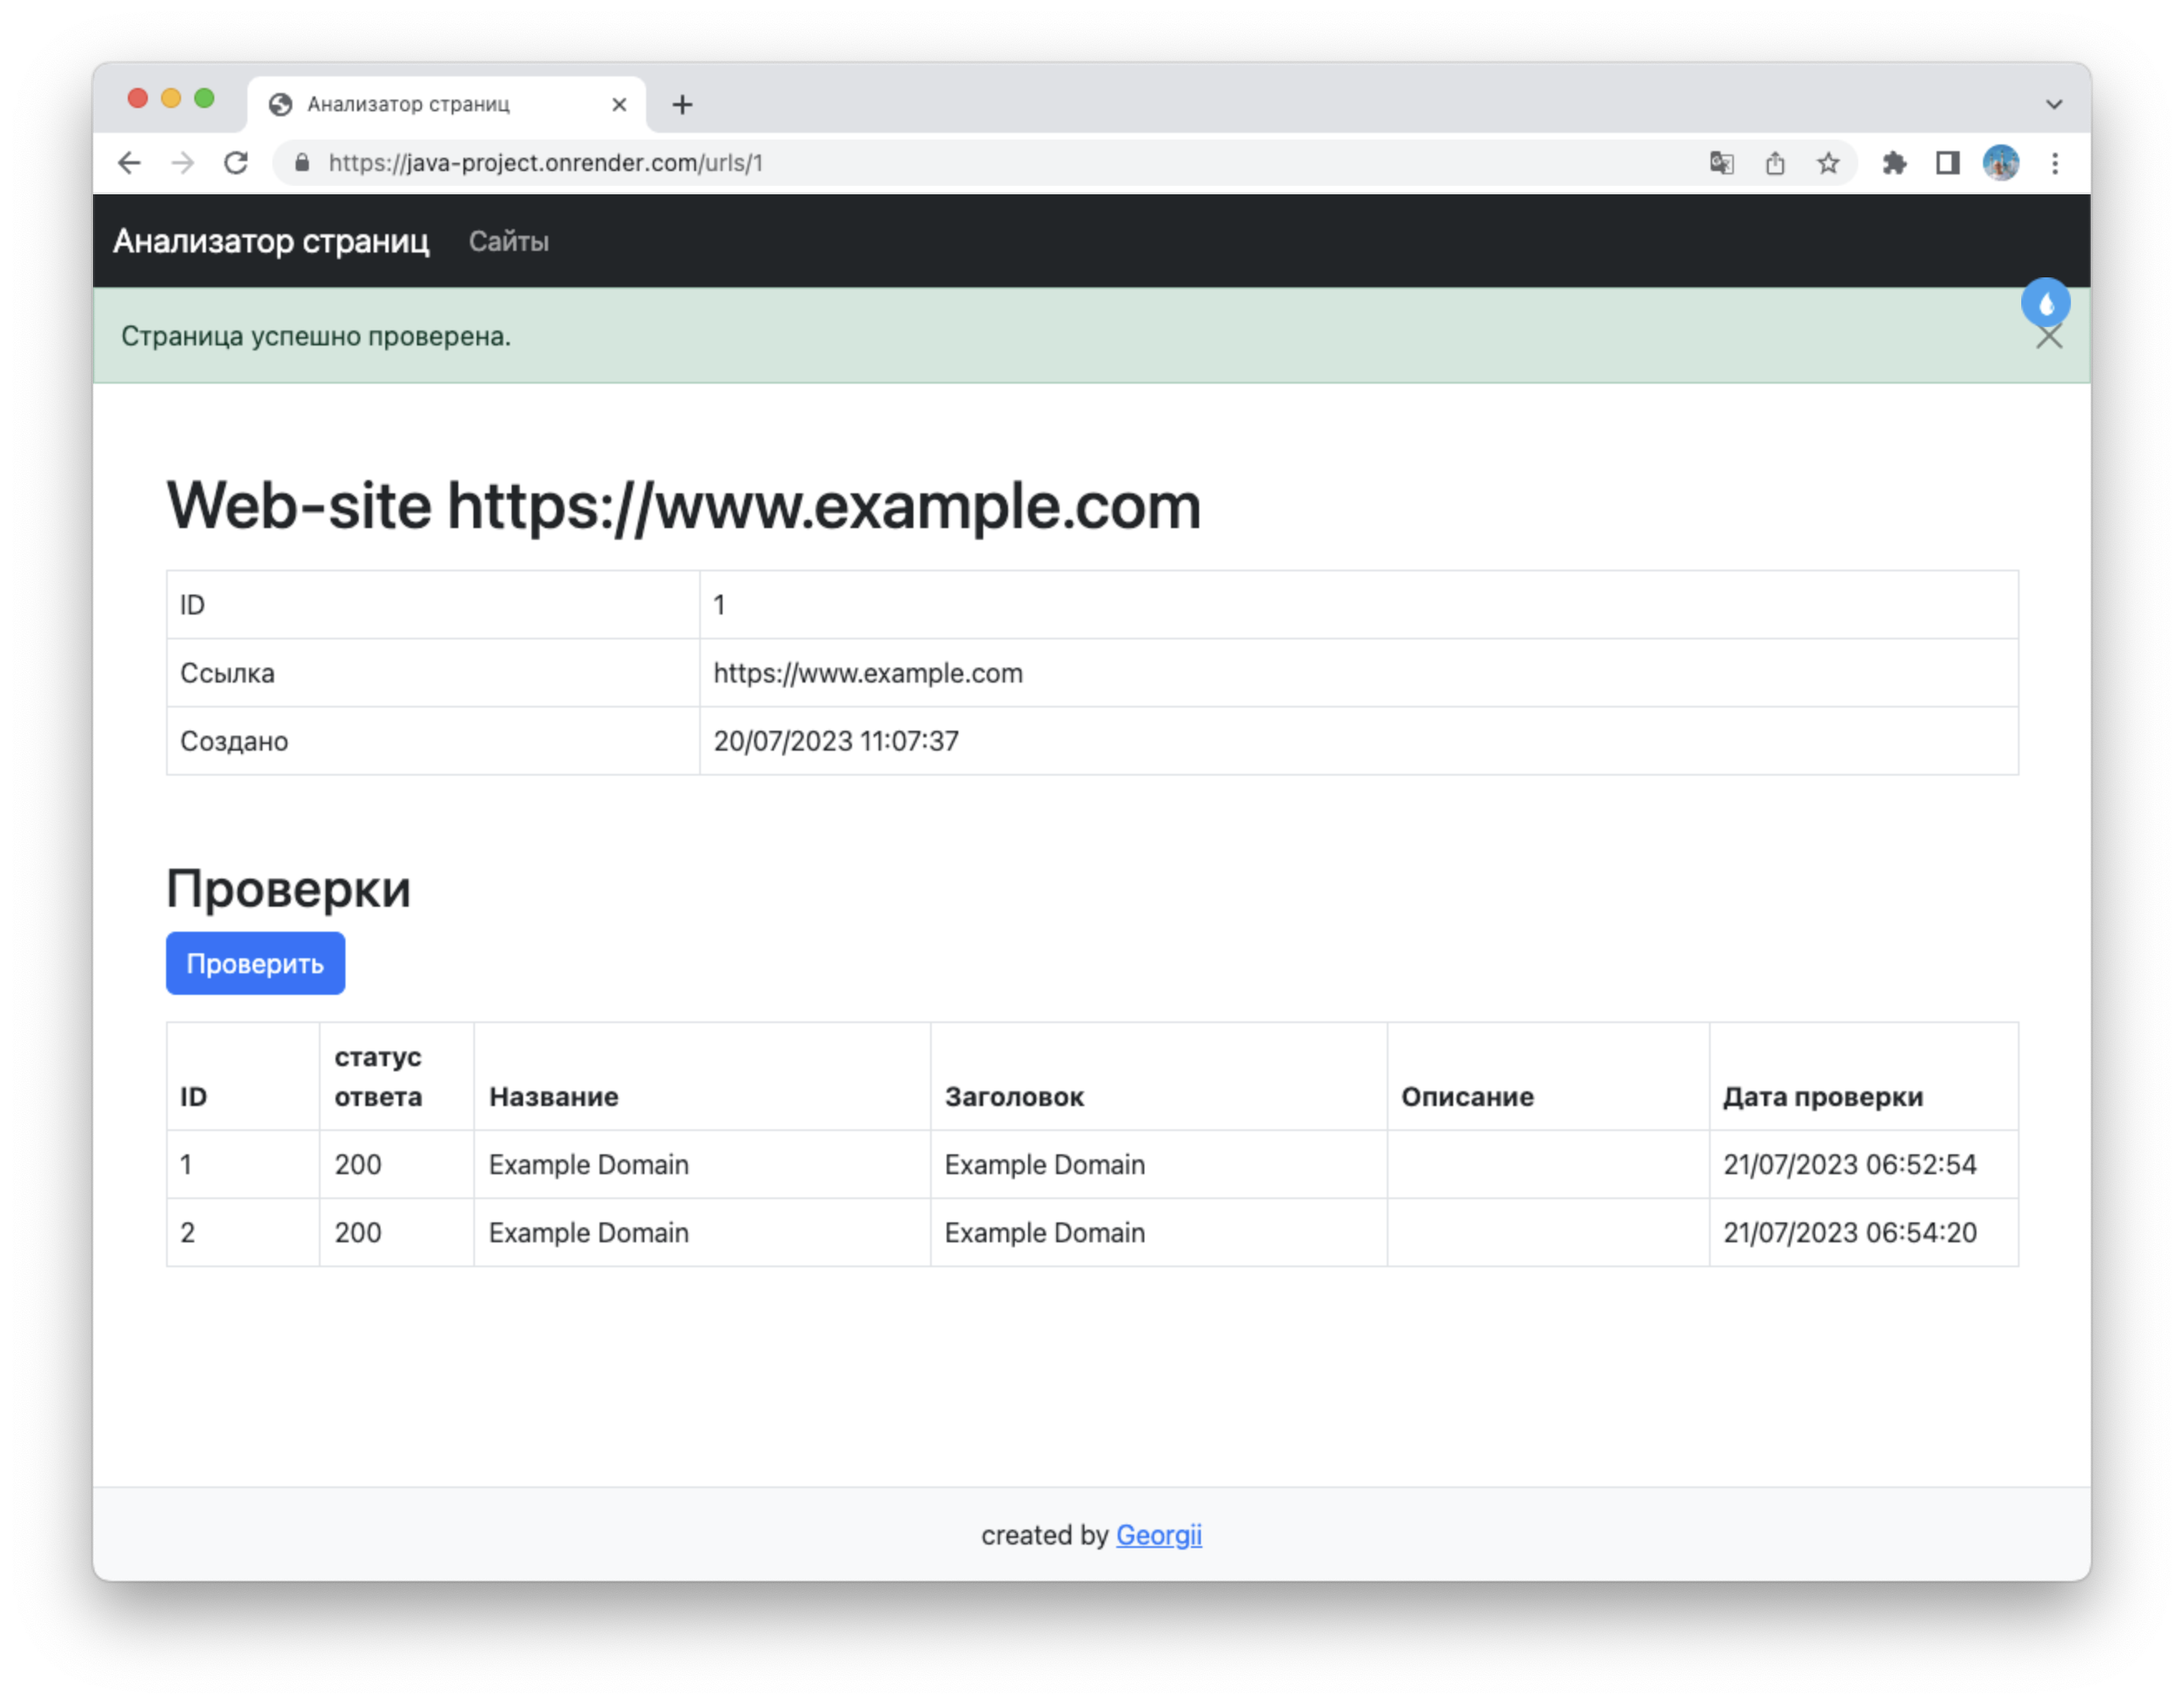 Анализатор страниц
https://java-project.onrender.com/urls/1
Анализатор страниц Сайты
Страница успешно проверена.
Web-site https://www.example.com
ID 1
Ссылка https://www.example.com
Создано 20/07/2023 11:07:37
Проверки
Проверить
ID статус ответа Название Заголовок Описание Дата проверки
1 200 Example Domain Example Domain 21/07/2023 06:52:54
2 200 Example Domain Example Domain 21/07/2023 06:54:20
created by Georgii